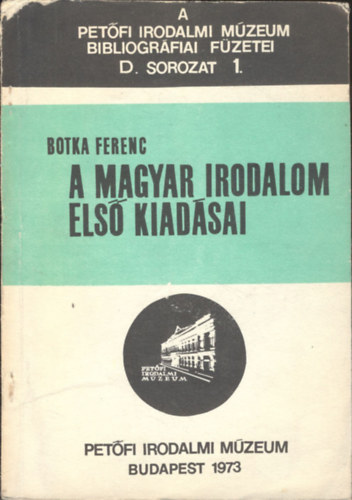 A
PETŐFI IRODALMI MÚZEUM
BIBLIOGRÁFIAI FÜZETEI
D. SOROZAT 1.
BOTKA FERENC
A MAGYAR IRODALOM
ELSŐ KIADÁSAI
PETŐFI
IRODALMI
MÚZEUM
PETŐFI IRODALMI MÚZEUM
BUDAPEST 1973